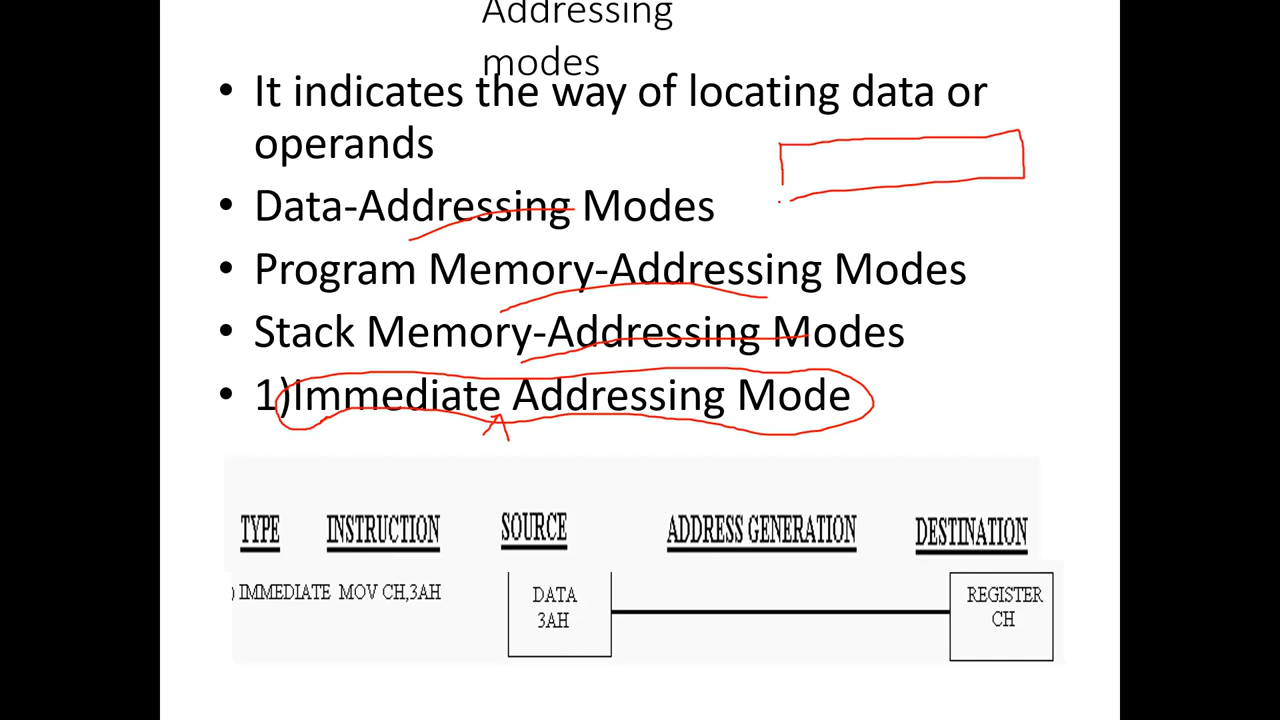 Addressing
modes
• It indicates the way of locating data or
operands
• Data-Addressing Modes
• Program Memory-Addressing Modes
• Stack Memory-Addressing Modes
• 1)Immediate Addressing Mode
TYPE INSTRUCTION SOURCE ADDRESS GENERATION DESTINATION
) IMMEDIATE MOV CH,3AH DATA REGISTER
3AH CH